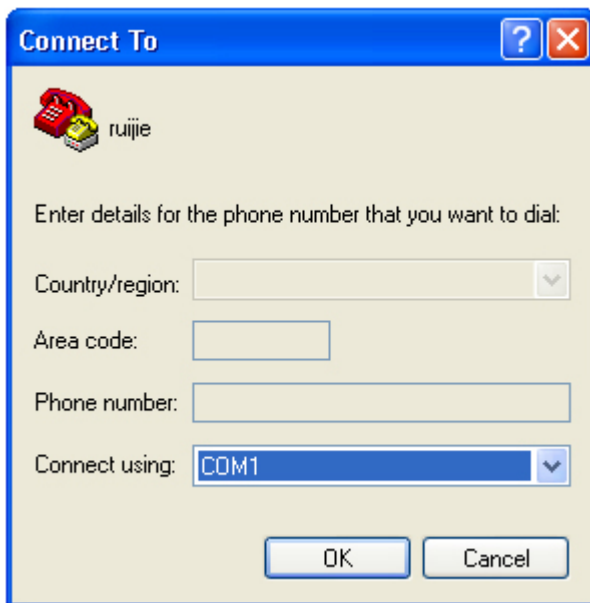 Connect To
ruijie
Enter details for the phone number that you want to dial:
Country/region:
Area code:
Phone number:
Connect using: COM1
OK Cancel